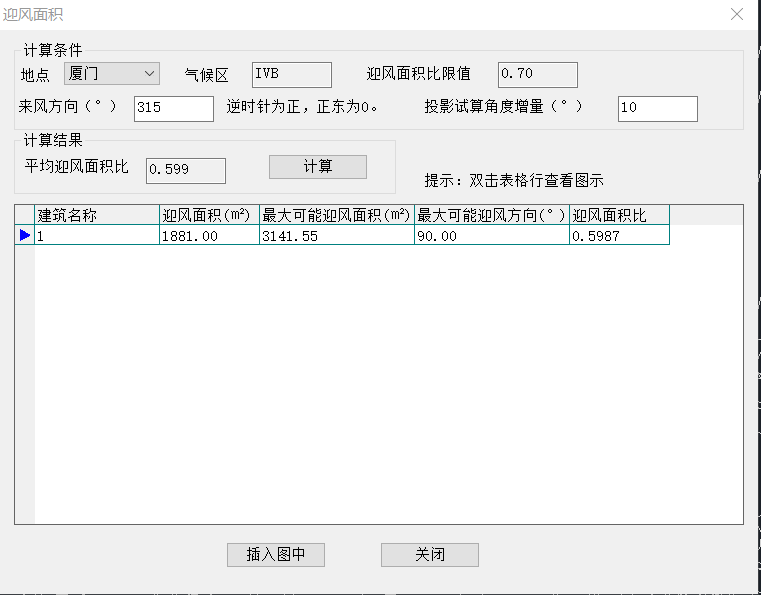 迎风面积
计算条件
地点 厦门 气候区 IVB 迎风面积比限值 0.70
来风方向(°) 315 逆时针为正，正东为0。 投影试算角度增量(°) 10
计算结果
平均迎风面积比 0.599 计算
提示：双击表格行查看图示
建筑名称 迎风面积(㎡) 最大可能迎风面积(㎡) 最大可能迎风方向(°) 迎风面积比
1 1881.00 3141.55 90.00 0.5987
插入图中 关闭